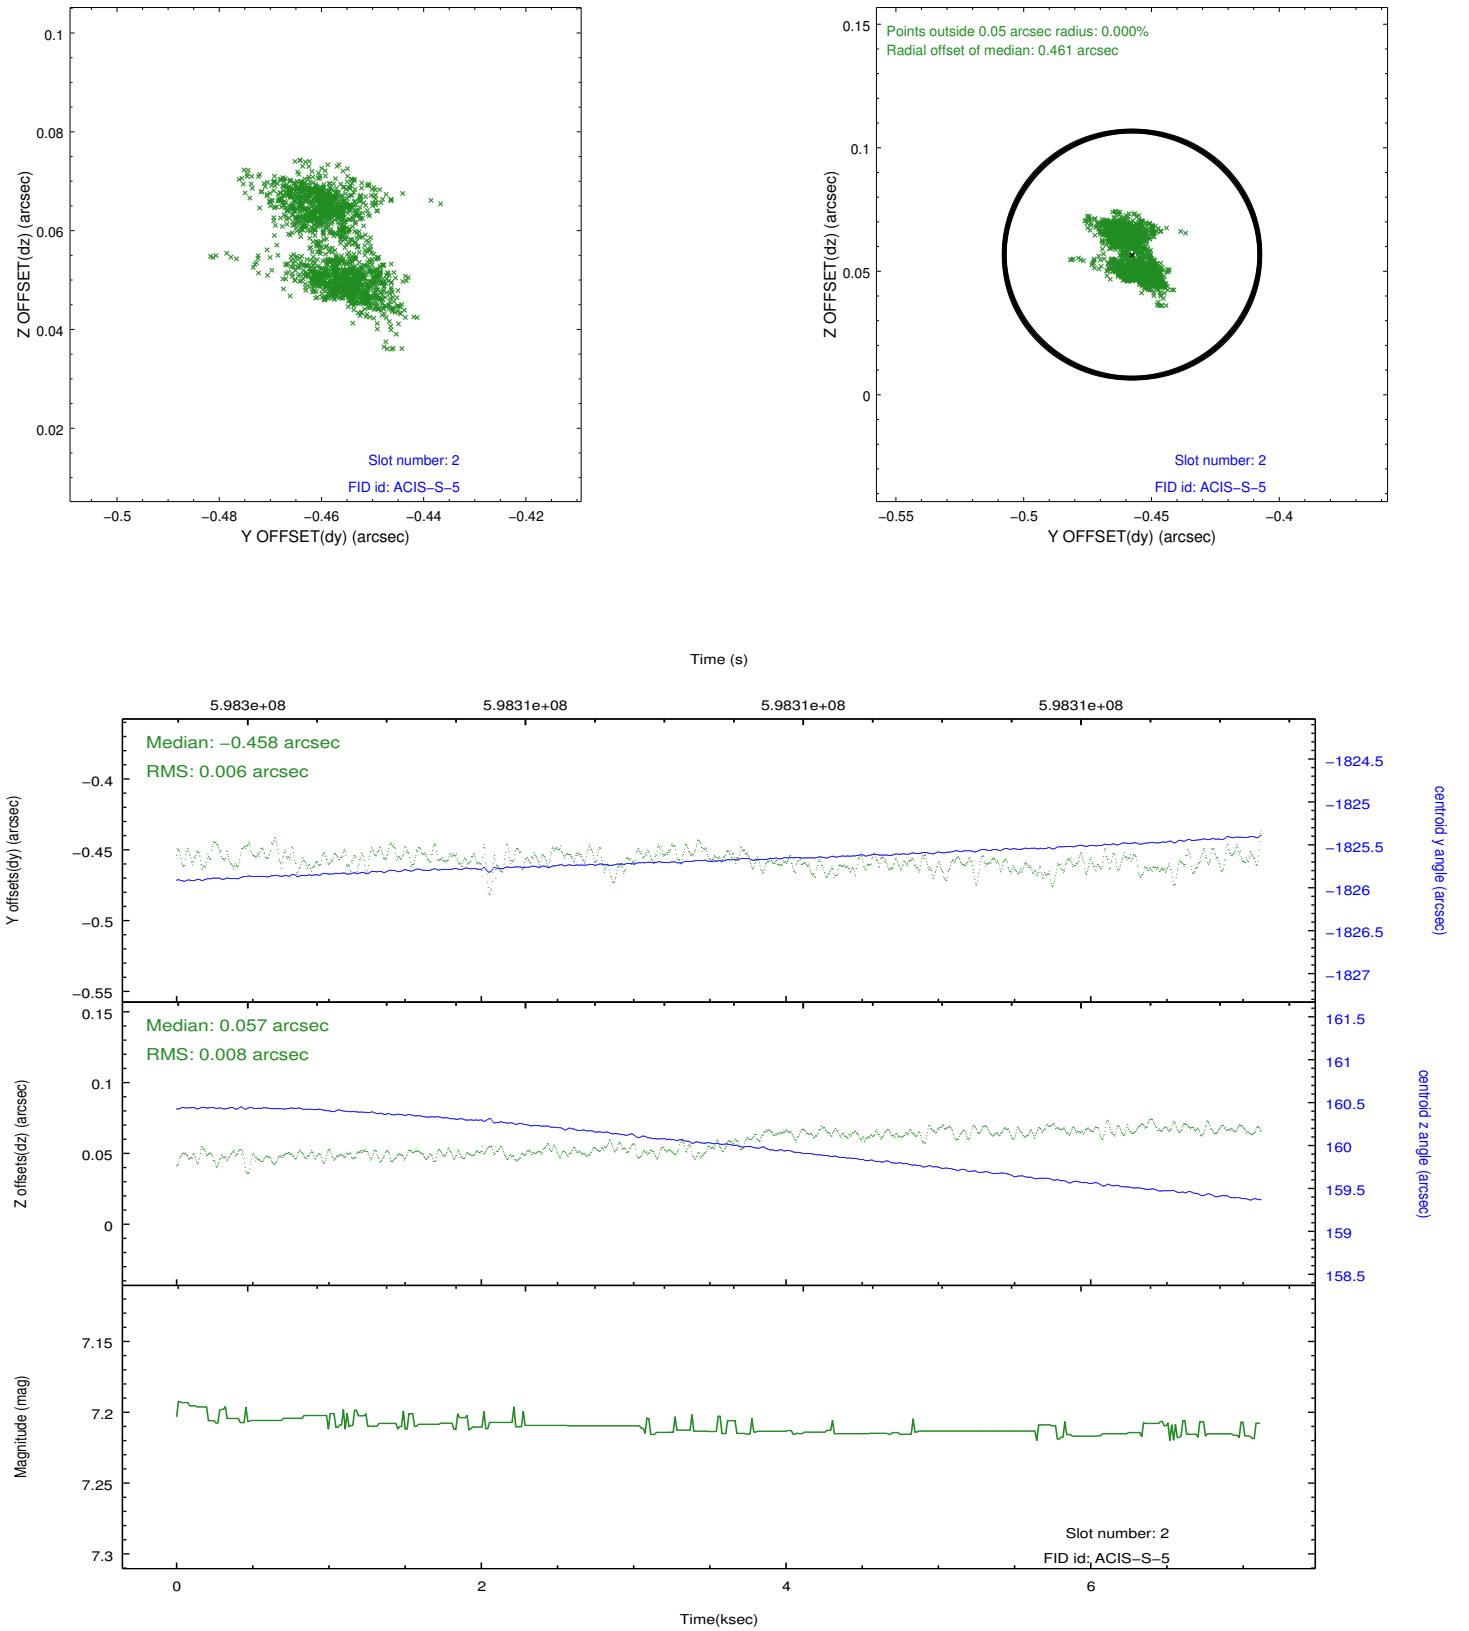 0.1
0.08
0.06
0.04
0.02
Z OFFSET(dz) (arcsec)
Slot number: 2
FID id: ACIS−S−5
−0.5 −0.48 −0.46 −0.44 −0.42
Y OFFSET(dy) (arcsec)
Points outside 0.05 arcsec radius: 0.000%
Radial offset of median: 0.461 arcsec
0.15
0.1
0.05
0
Z OFFSET(dz) (arcsec)
Slot number: 2
FID id: ACIS−S−5
−0.55 −0.5 −0.45 −0.4
Y OFFSET(dy) (arcsec)
Time (s)
5.983e+08 5.9831e+08 5.9831e+08 5.9831e+08
Median: −0.458 arcsec
RMS: 0.006 arcsec
−0.4
−0.45
−0.5
−0.55
Y offsets(dy) (arcsec)
−1824.5
−1825
−1825.5
−1826
−1826.5
−1827
centroid y angle (arcsec)
Median: 0.057 arcsec
RMS: 0.008 arcsec
0.15
0.1
0.05
0
Z offsets(dz) (arcsec)
161.5
161
160.5
160
159.5
159
158.5
centroid z angle (arcsec)
7.15
7.2
7.25
7.3
Magnitude (mag)
Slot number: 2
FID id: ACIS−S−5
0 2 4 6
Time(ksec)